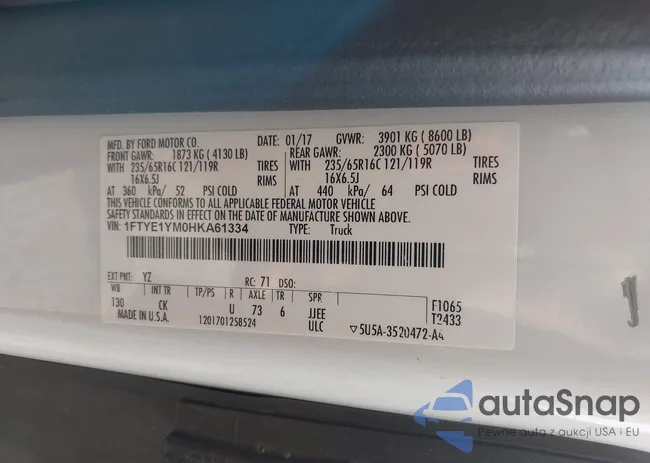 MFD. BY FORD MOTOR CO. DATE: 01/17 GVWR: 3901 KG ( 8600 LB)
FRONT GAWR: 1873 KG ( 4130 LB) REAR GAWR: 2300 KG ( 5070 LB)
WITH 235/65R16C 121/119R TIRES WITH 235/65R16C 121/119R TIRES
16X6.5J RIMS 16X6.5J RIMS
AT 360 kPa/ 52 PSI COLD AT 440 kPa/ 64 PSI COLD
THIS VEHICLE CONFORMS TO ALL APPLICABLE FEDERAL MOTOR VEHICLE
SAFETY STANDARDS IN EFFECT ON THE DATE OF MANUFACTURE SHOWN ABOVE.
VIN: 1FTYE1YM0HKA61334 TYPE: Truck
EXT PNT: YZ RC: 71 DSO:
WB INT TR TP/PS R AXLE TR SPR F1065
130 CK U 73 6 JJEE T2433
MADE IN U.S.A. 1201701258524 ULC ▽5U5A-3520472-A4
autoSnap
Pewne auto z aukcji USA i EU